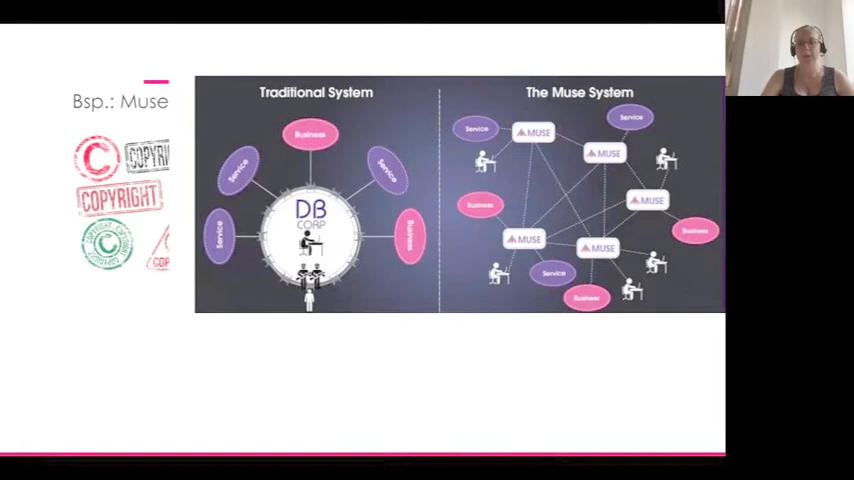 Bsp.: Muse
COPYRI
COPYRIGHT
Traditional System
Business
Service
Service
Service
Business
DB
CORP
The Muse System
Service
Service
MUSE
MUSE
MUSE
Business
Business
MUSE
MUSE
Service
Business